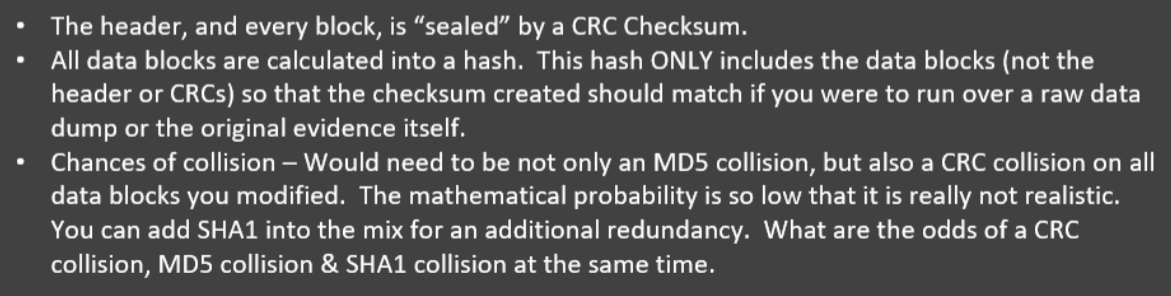 • The header, and every block, is “sealed” by a CRC Checksum.
• All data blocks are calculated into a hash.  This hash ONLY includes the data blocks (not the
header or CRCs) so that the checksum created should match if you were to run over a raw data
dump or the original evidence itself.
• Chances of collision – Would need to be not only an MD5 collision, but also a CRC collision on all
data blocks you modified.  The mathematical probability is so low that it is really not realistic.
You can add SHA1 into the mix for an additional redundancy.  What are the odds of a CRC
collision, MD5 collision & SHA1 collision at the same time.